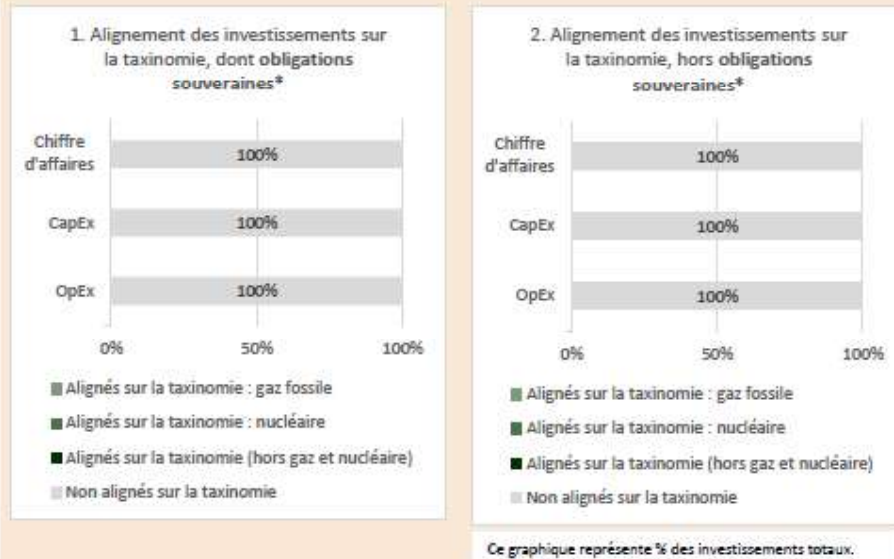 1. Alignement des investissements sur
la taxinomie, dont obligations
souveraines*
Chiffre
d'affaires
100%
CapEx
100%
OpEx
100%
0%
50%
100%
Alignés sur la taxinomie : gaz fossile
Alignés sur la taxinomie : nucléaire
Alignés sur la taxinomie (hors gaz et nucléaire)
Non alignés sur la taxinomie
2. Alignement des investissements sur
la taxinomie, hors obligations
souveraines*
Chiffre
d'affaires
100%
CapEx
100%
OpEx
100%
0%
50%
100%
Alignés sur la taxinomie : gaz fossile
Alignés sur la taxinomie : nucléaire
Alignés sur la taxinomie (hors gaz et nucléaire)
Non alignés sur la taxinomie
Ce graphique représente % des investissements totaux.